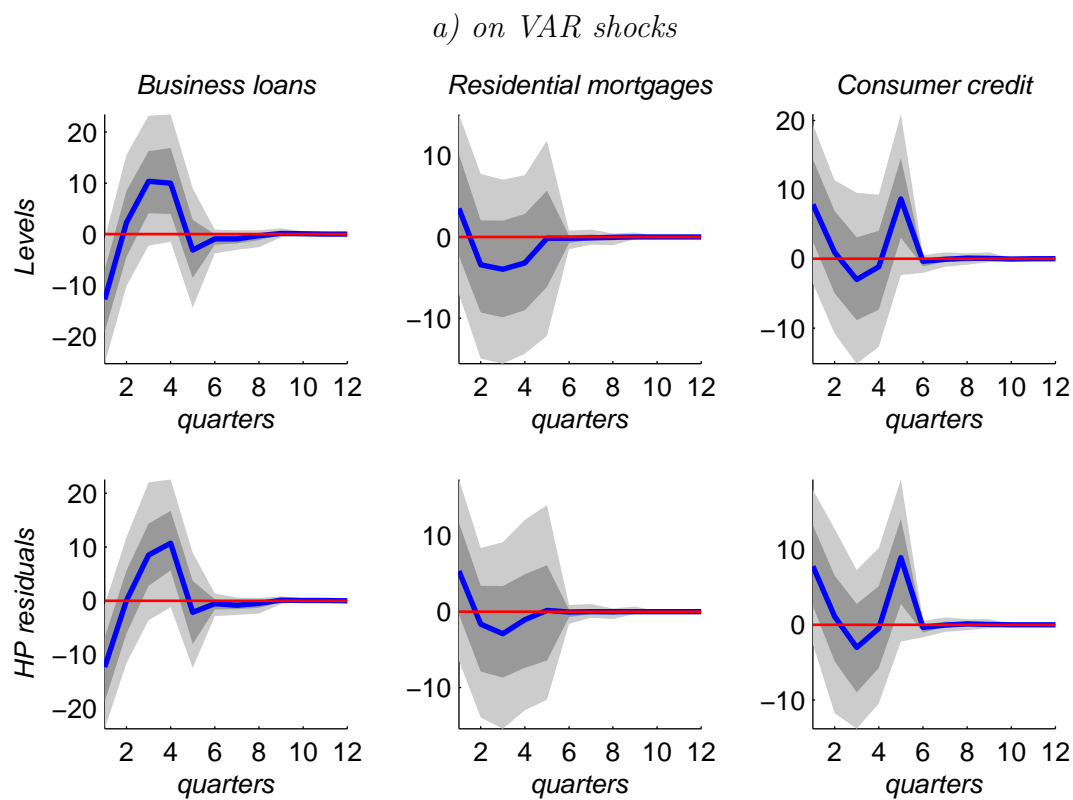 a) on VAR shocks
Business loans
Residential mortgages
Consumer credit
Levels
20
10
0
−10
−20
2 4 6 8 10 12
quarters
10
0
−10
2 4 6 8 10 12
quarters
20
10
0
−10
2 4 6 8 10 12
quarters
HP residuals
20
10
0
−10
−20
2 4 6 8 10 12
quarters
10
0
−10
2 4 6 8 10 12
quarters
10
0
−10
2 4 6 8 10 12
quarters